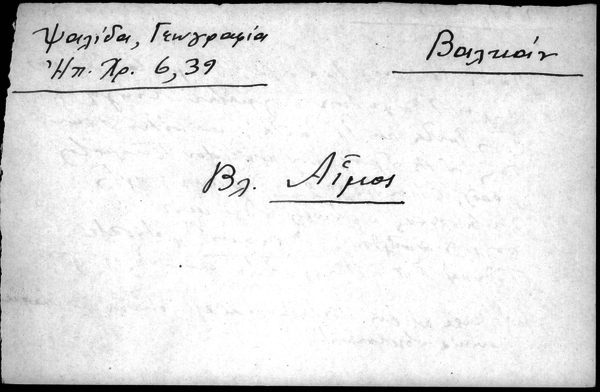 Ψαλίδα, Γεωγραφία
Ἠπ. Χρ. 6,39
Βαλκάν
Βλ. Αἷμος